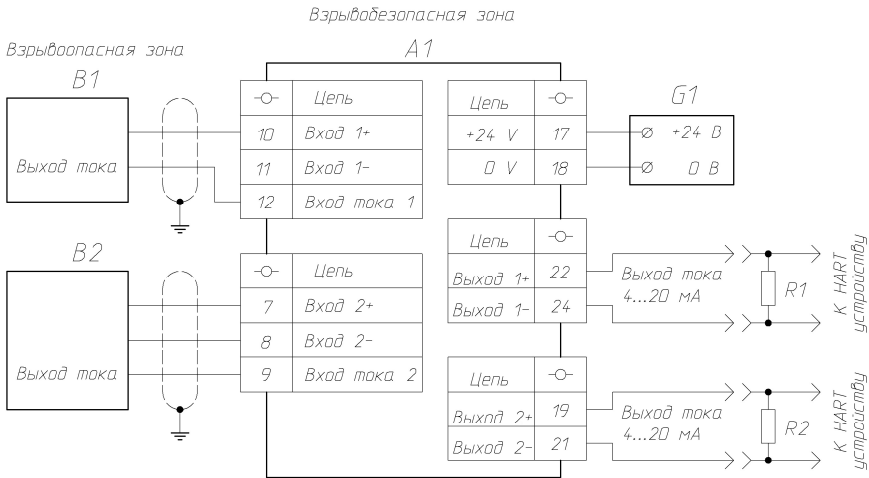 Взрывобезопасная зона
Взрывоопасная зона
A1
B1
Выход тока
Цепь
10 Вход 1+
11 Вход 1-
12 Вход тока 1
B2
Выход тока
Цепь
7 Вход 2+
8 Вход 2-
9 Вход тока 2
Цепь
+24 V 17
0 V 18
G1
+24 В
0 В
Цепь
Выход 1+ 22
Выход 1- 24
Выход тока
4...20 мА
R1
К HART
устройству
Цепь
Выход 2+ 19
Выход 2- 21
Выход тока
4...20 мА
R2
К HART
устройству